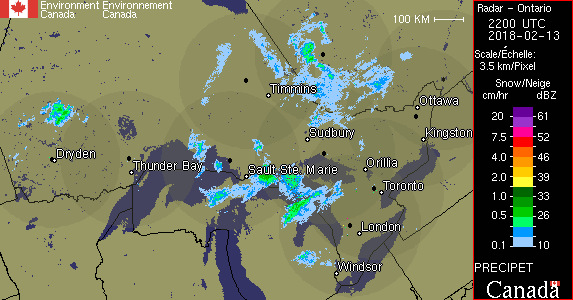 Environment Environnement
Canada Canada
100 KM
Timmins
Ottawa
Sudbury
Kingston
Dryden
Thunder Bay
Sault Ste. Marie
Orillia
Toronto
London
Windsor
Radar - Ontario
2200 UTC
2018-02-13
Scale/Échelle:
3.5 km/Pixel
Snow/Neige
cm/hr dBZ
20 61
7.5 52
4.0 46
2.0 39
1.0 33
0.5 26
0.1 10
PRECIPET
Canada